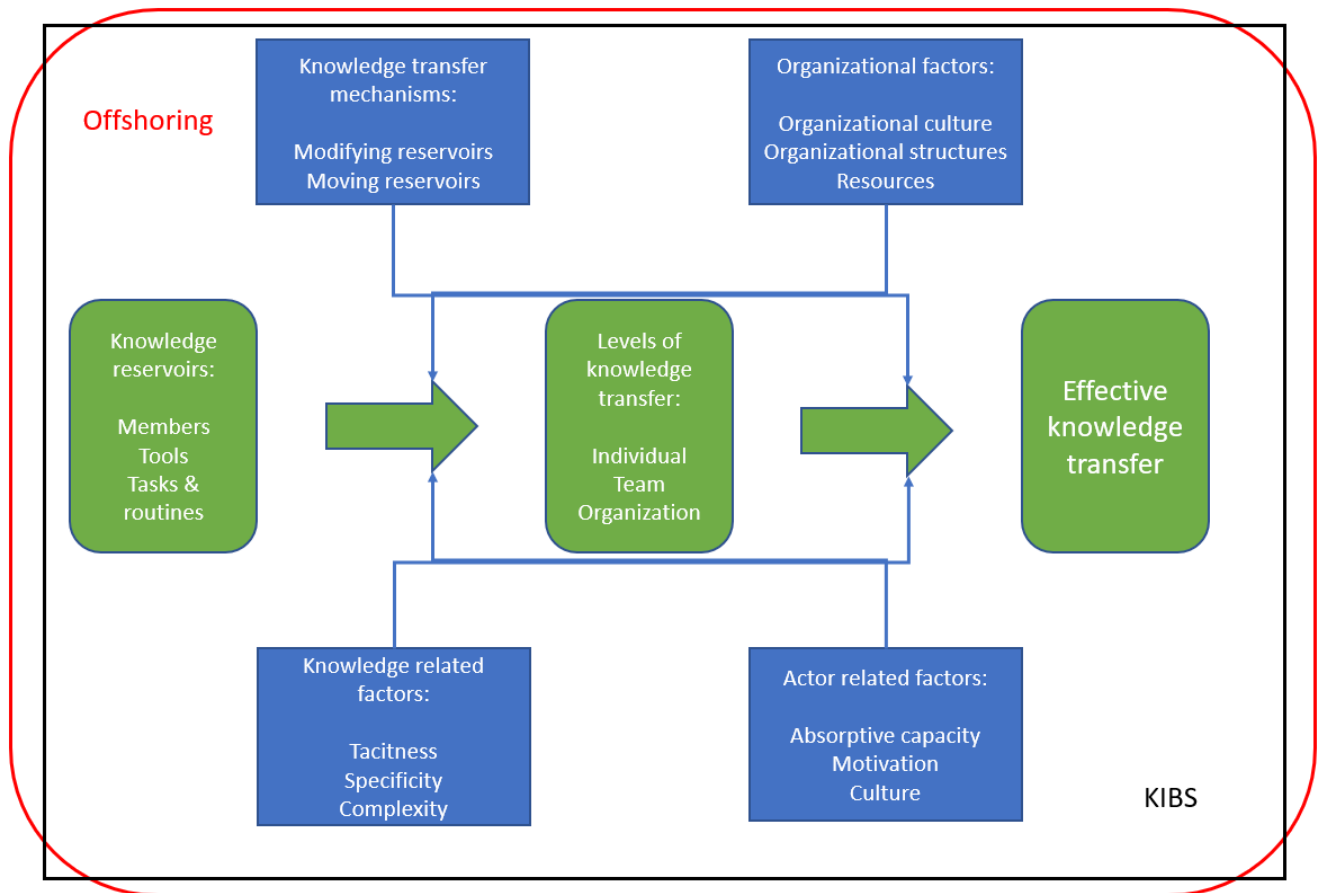 Offshoring
Knowledge transfer
mechanisms:
Modifying reservoirs
Moving reservoirs
Organizational factors:
Organizational culture
Organizational structures
Resources
Knowledge
reservoirs:
Members
Tools
Tasks &
routines
Levels of
knowledge
transfer:
Individual
Team
Organization
Effective
knowledge
transfer
Knowledge related
factors:
Tacitness
Specificity
Complexity
Actor related factors:
Absorptive capacity
Motivation
Culture
KIBS